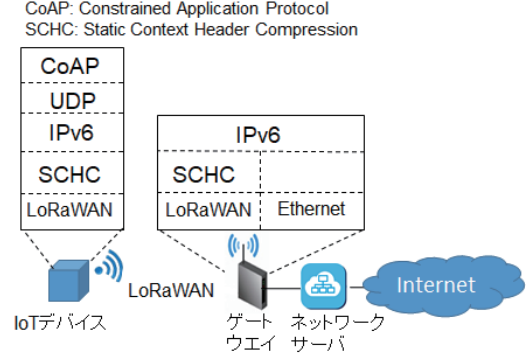 CoAP: Constrained Application Protocol
SCHC: Static Context Header Compression
CoAP
UDP
IPv6
SCHC
LoRaWAN
IPv6
SCHC
LoRaWAN
Ethernet
LoRaWAN
Internet
IoTデバイス
ゲート
ウエイ
ネットワーク
サーバ